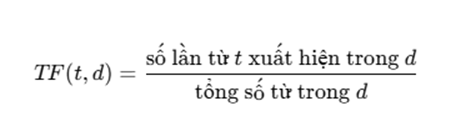 TF(t, d) = số lần từ t xuất hiện trong d / tổng số từ trong d